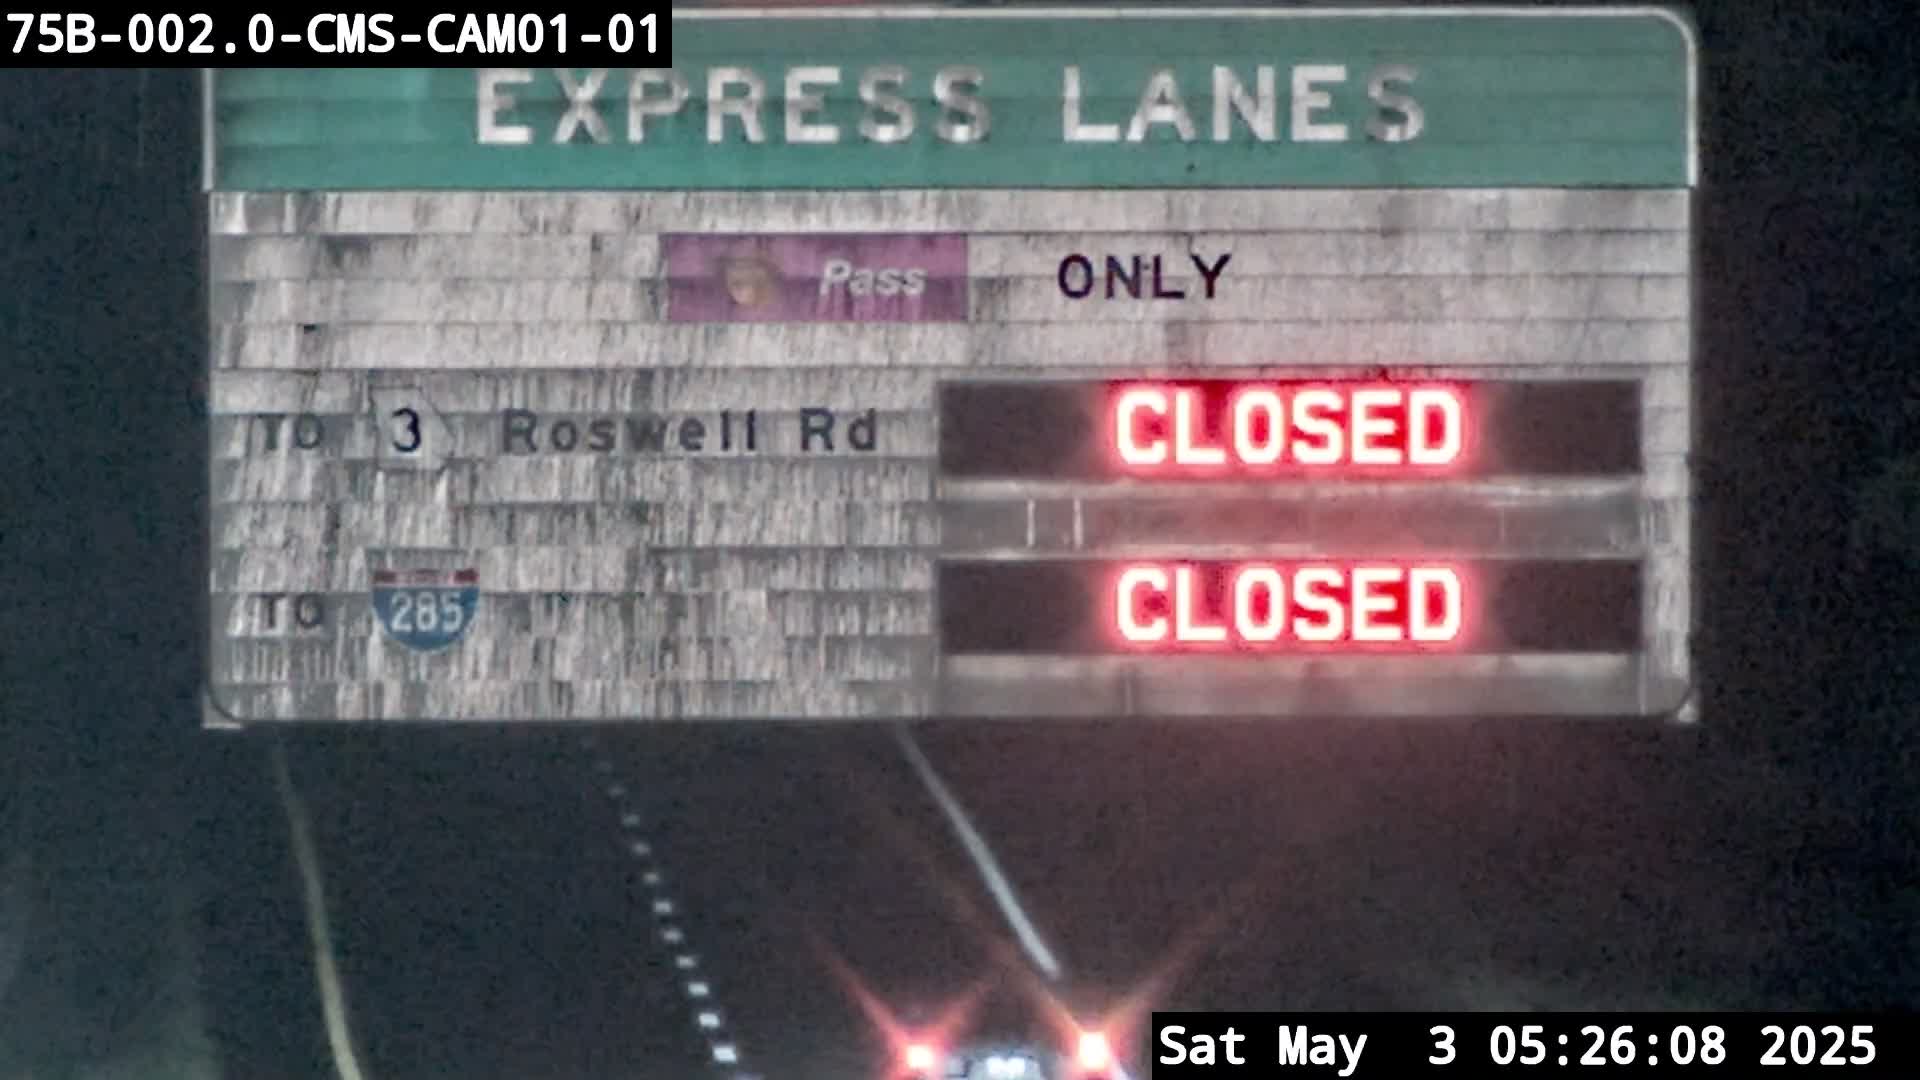 75B-002.0-CMS-CAM01-01
EXPRESS LANES
Pass ONLY
TO 3 Roswell Rd CLOSED
TO 285 CLOSED
Sat May 3 05:26:08 2025